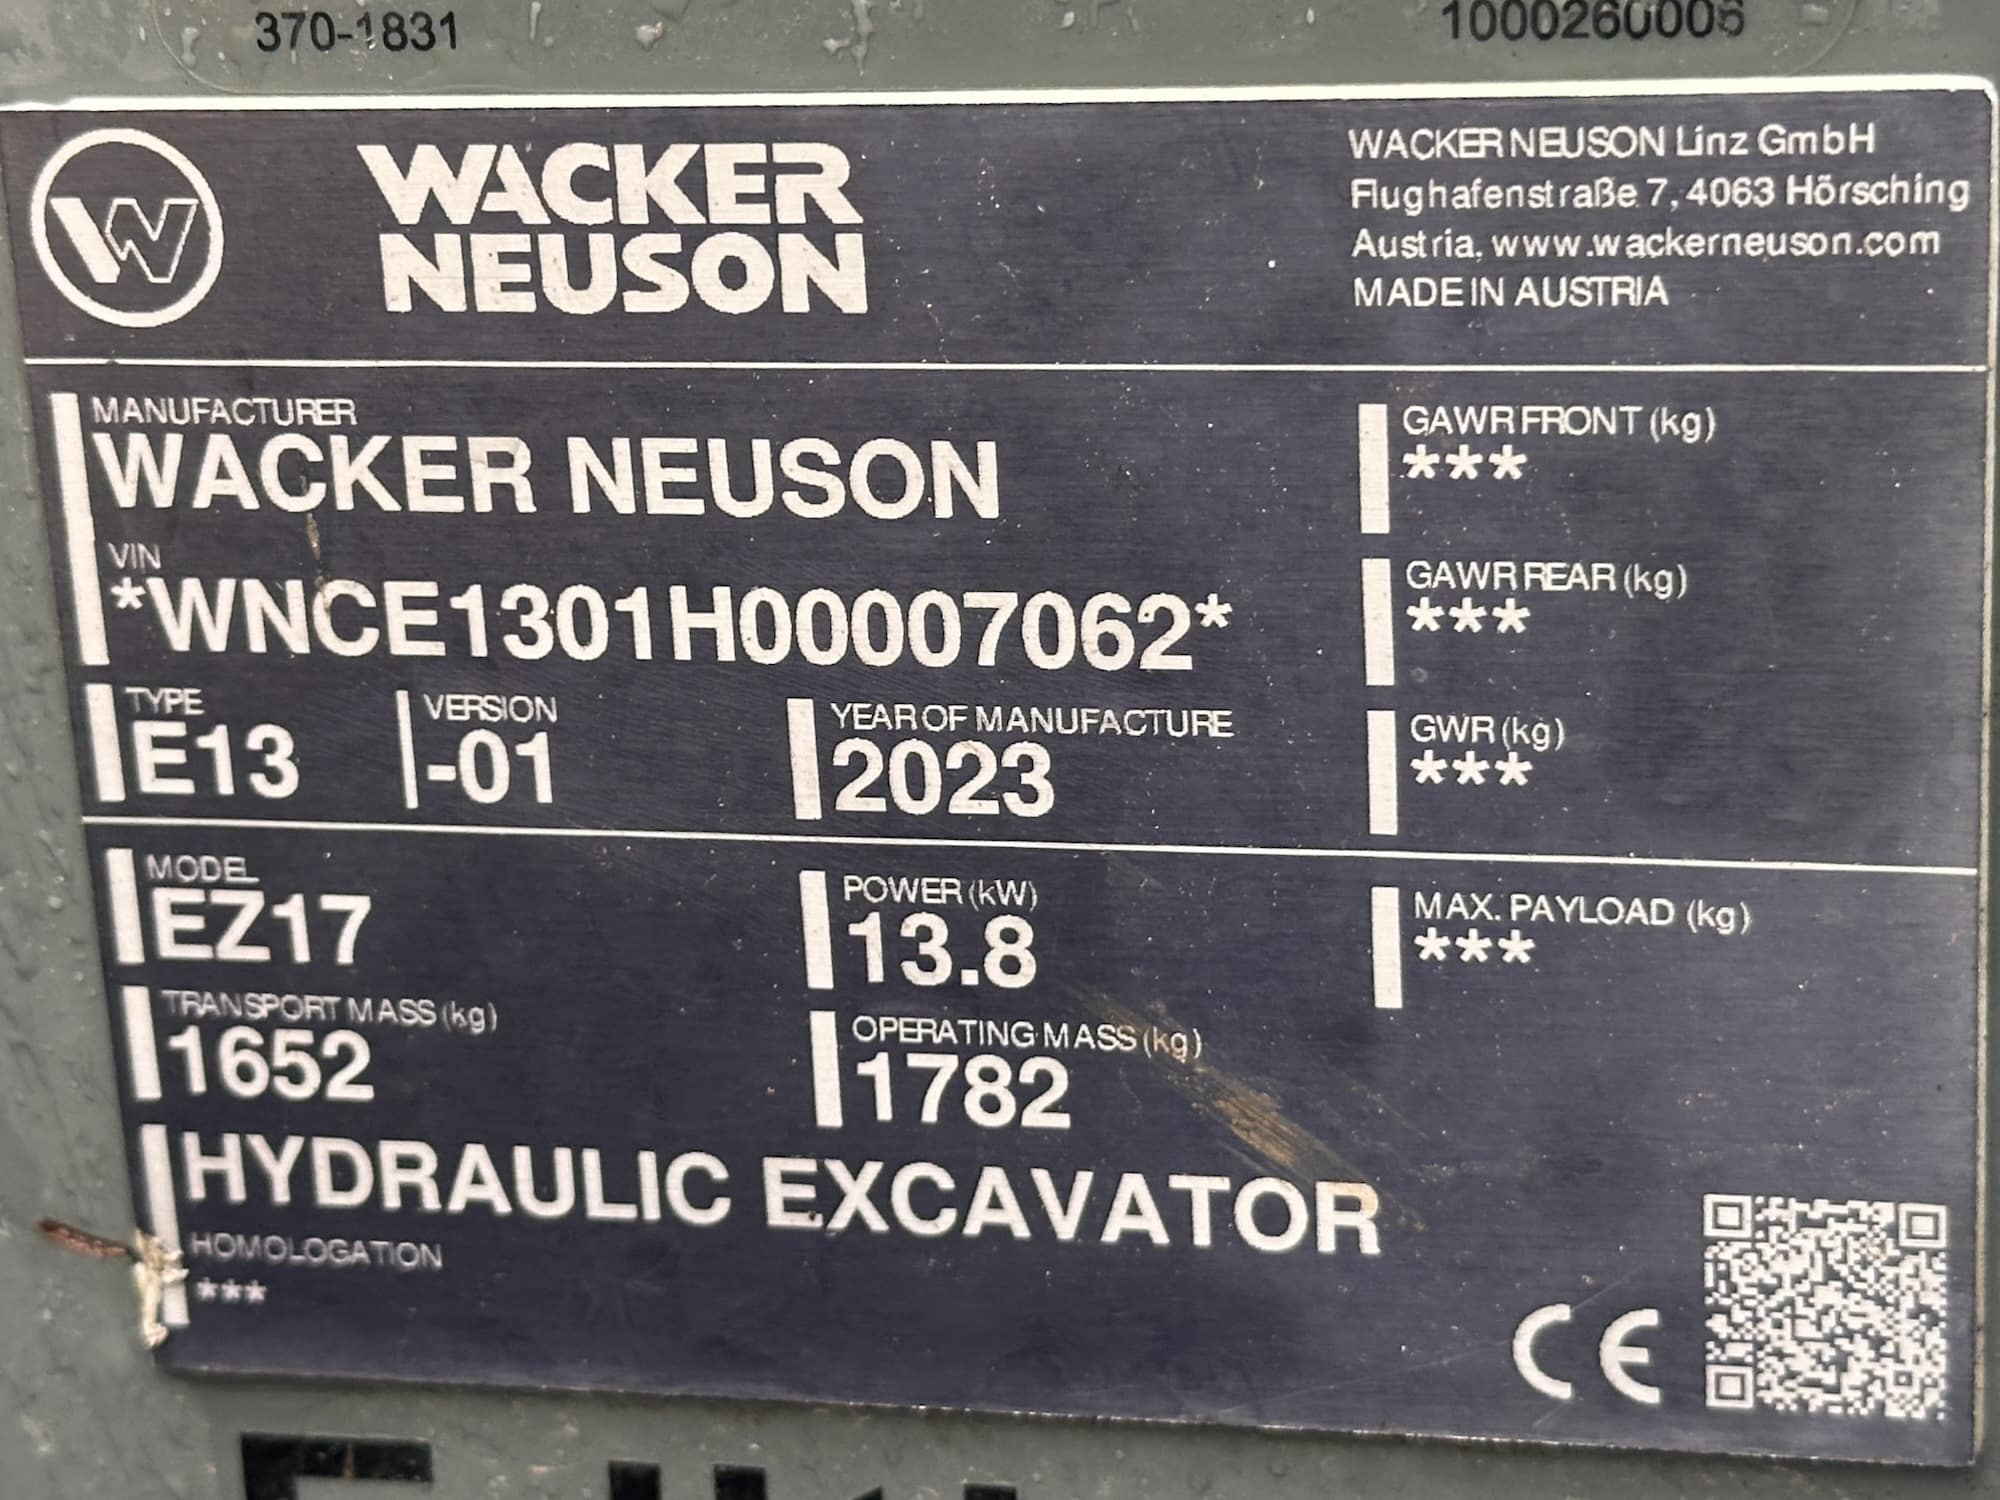 370-1831
1000260006
WACKER
NEUSON
WACKER NEUSON Linz GmbH
Flughafenstraße 7, 4063 Hörsching
Austria, www.wackerneuson.com
MADE IN AUSTRIA
MANUFACTURER
WACKER NEUSON
VIN
*WNCE1301H00007062*
TYPE
E13
VERSION
-01
YEAR OF MANUFACTURE
2023
GAWR FRONT (kg)
***
GAWR REAR (kg)
***
GWR (kg)
***
MODEL
EZ17
POWER (kW)
13.8
MAX. PAYLOAD (kg)
***
TRANSPORT MASS (kg)
1652
OPERATING MASS (kg)
1782
HYDRAULIC EXCAVATOR
HOMOLOGATION
***
CE